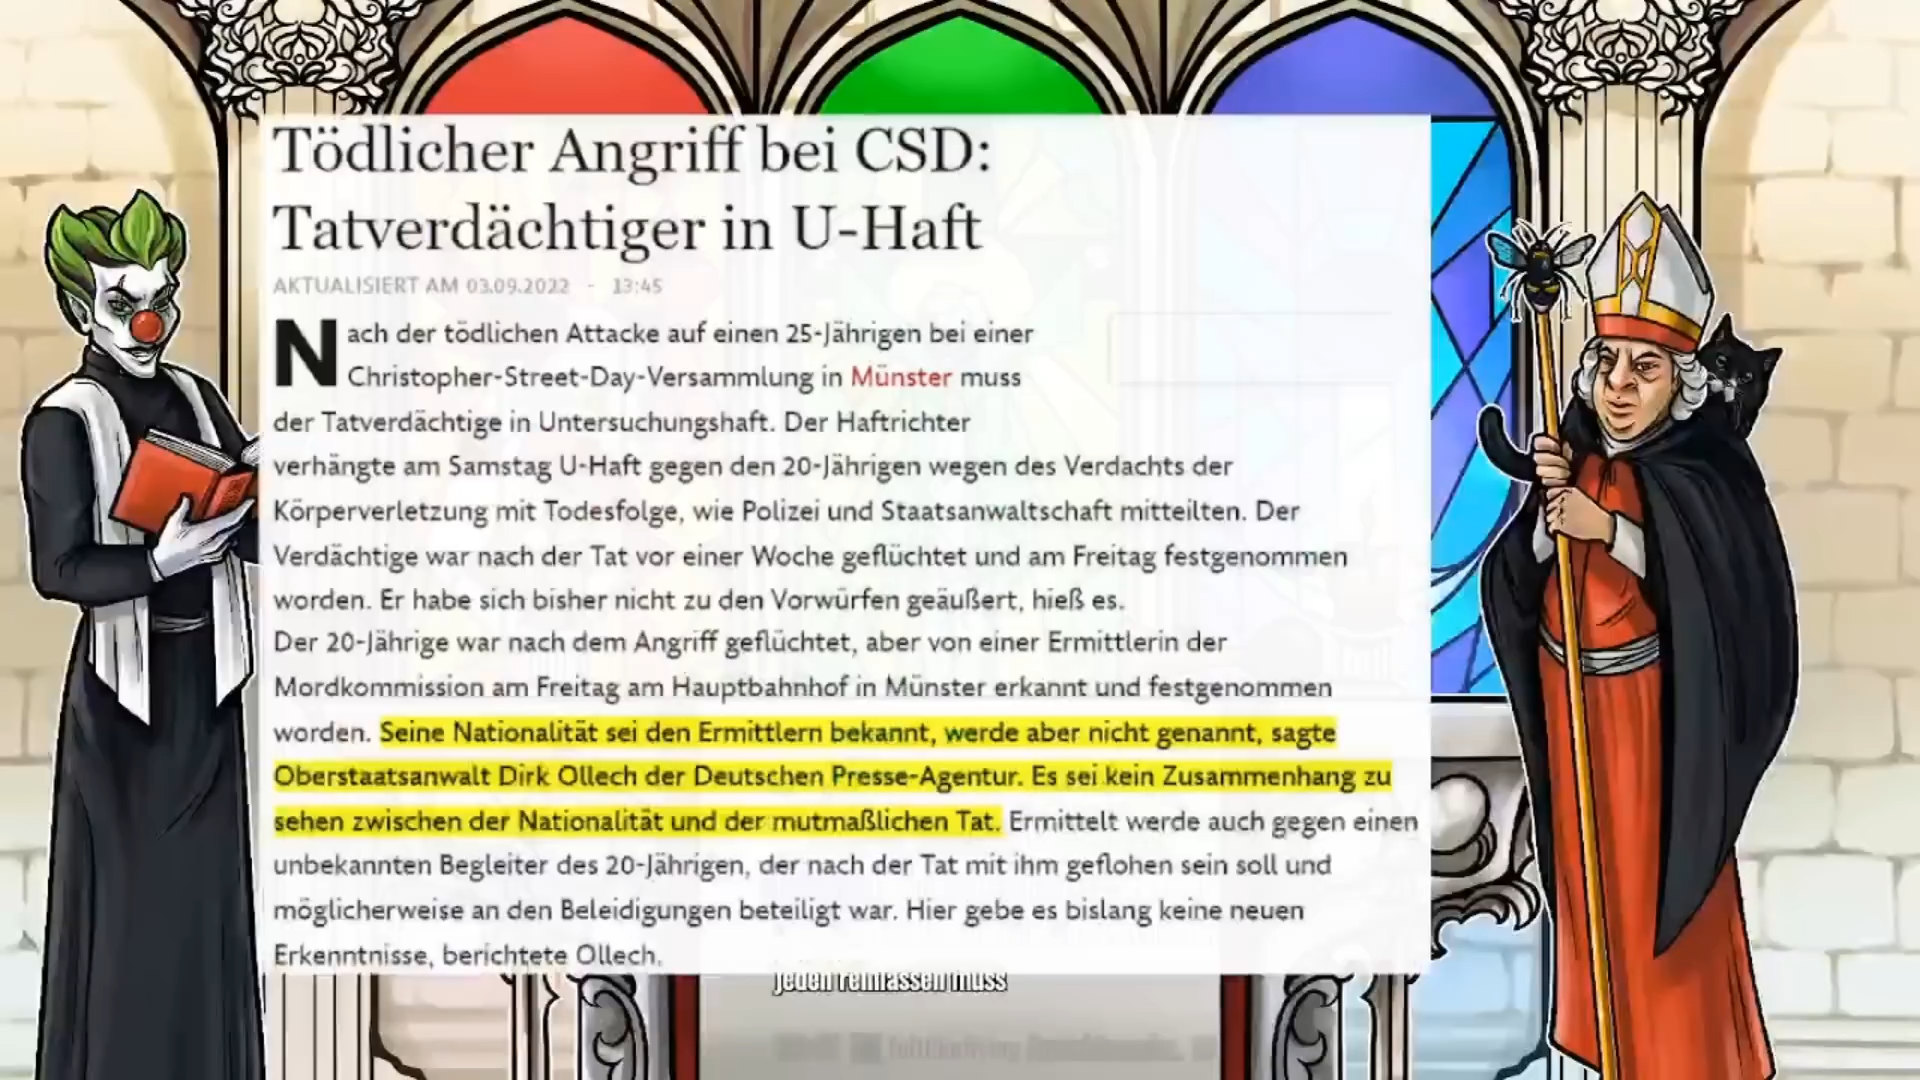 Tödlicher Angriff bei CSD:
Tatverdächtiger in U-Haft
AKTUALISIERT AM 03.09.2022 - 13:45
Nach der tödlichen Attacke auf einen 25-Jährigen bei einer
Christopher-Street-Day-Versammlung in Münster muss
der Tatverdächtige in Untersuchungshaft. Der Haftrichter
verhängte am Samstag U-Haft gegen den 20-Jährigen wegen des Verdachts der
Körperverletzung mit Todesfolge, wie Polizei und Staatsanwaltschaft mitteilten. Der
Verdächtige war nach der Tat vor einer Woche geflüchtet und am Freitag festgenommen
worden. Er habe sich bisher nicht zu den Vorwürfen geäußert, hieß es.
Der 20-Jährige war nach dem Angriff geflüchtet, aber von einer Ermittlerin der
Mordkommission am Freitag am Hauptbahnhof in Münster erkannt und festgenommen
worden. Seine Nationalität sei den Ermittlern bekannt, werde aber nicht genannt, sagte
Oberstaatsanwalt Dirk Ollech der Deutschen Presse-Agentur. Es sei kein Zusammenhang zu
sehen zwischen der Nationalität und der mutmaßlichen Tat. Ermittelt werde auch gegen einen
unbekannten Begleiter des 20-Jährigen, der nach der Tat mit ihm geflohen sein soll und
möglicherweise an den Beleidigungen beteiligt war. Hier gebe es bislang keine neuen
Erkenntnisse, berichtete Ollech.
jeden reinlassen muss